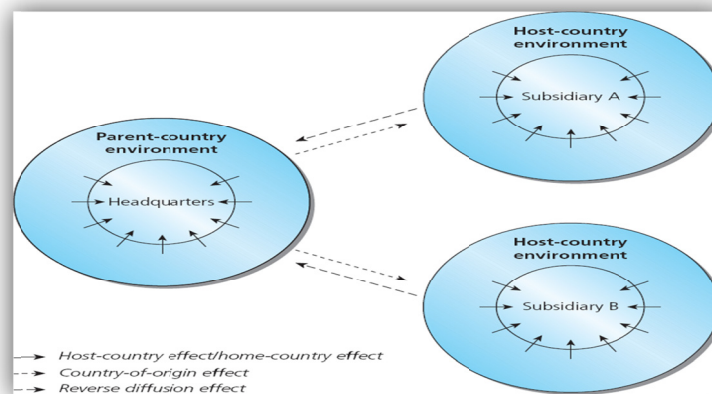 Parent-country
environment
Headquarters
Host-country
environment
Subsidiary A
Host-country
environment
Subsidiary B
Host-country effect/home-country effect
Country-of-origin effect
Reverse diffusion effect